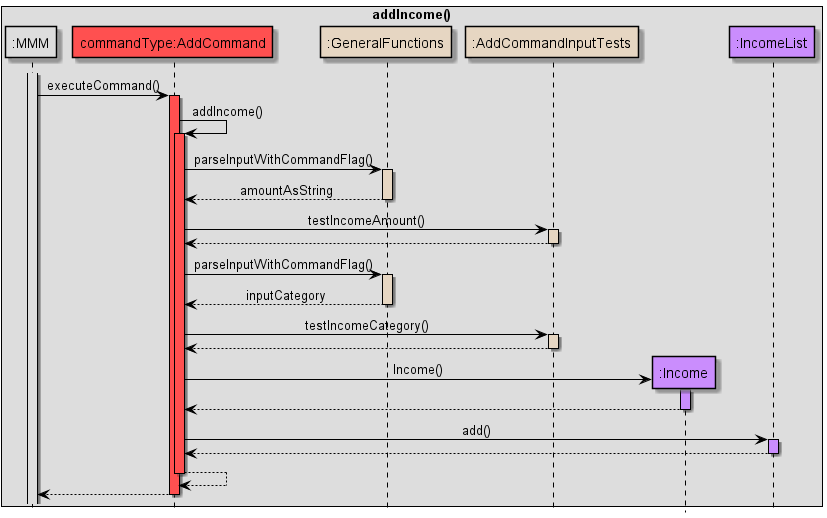 addIncome()
:MMM
commandType:AddCommand
:GeneralFunctions
:AddCommandInputTests
:IncomeList
executeCommand()
addIncome()
parseInputWithCommandFlag()
amountAsString
testIncomeAmount()
parseInputWithCommandFlag()
inputCategory
testIncomeCategory()
Income()
:Income
add()